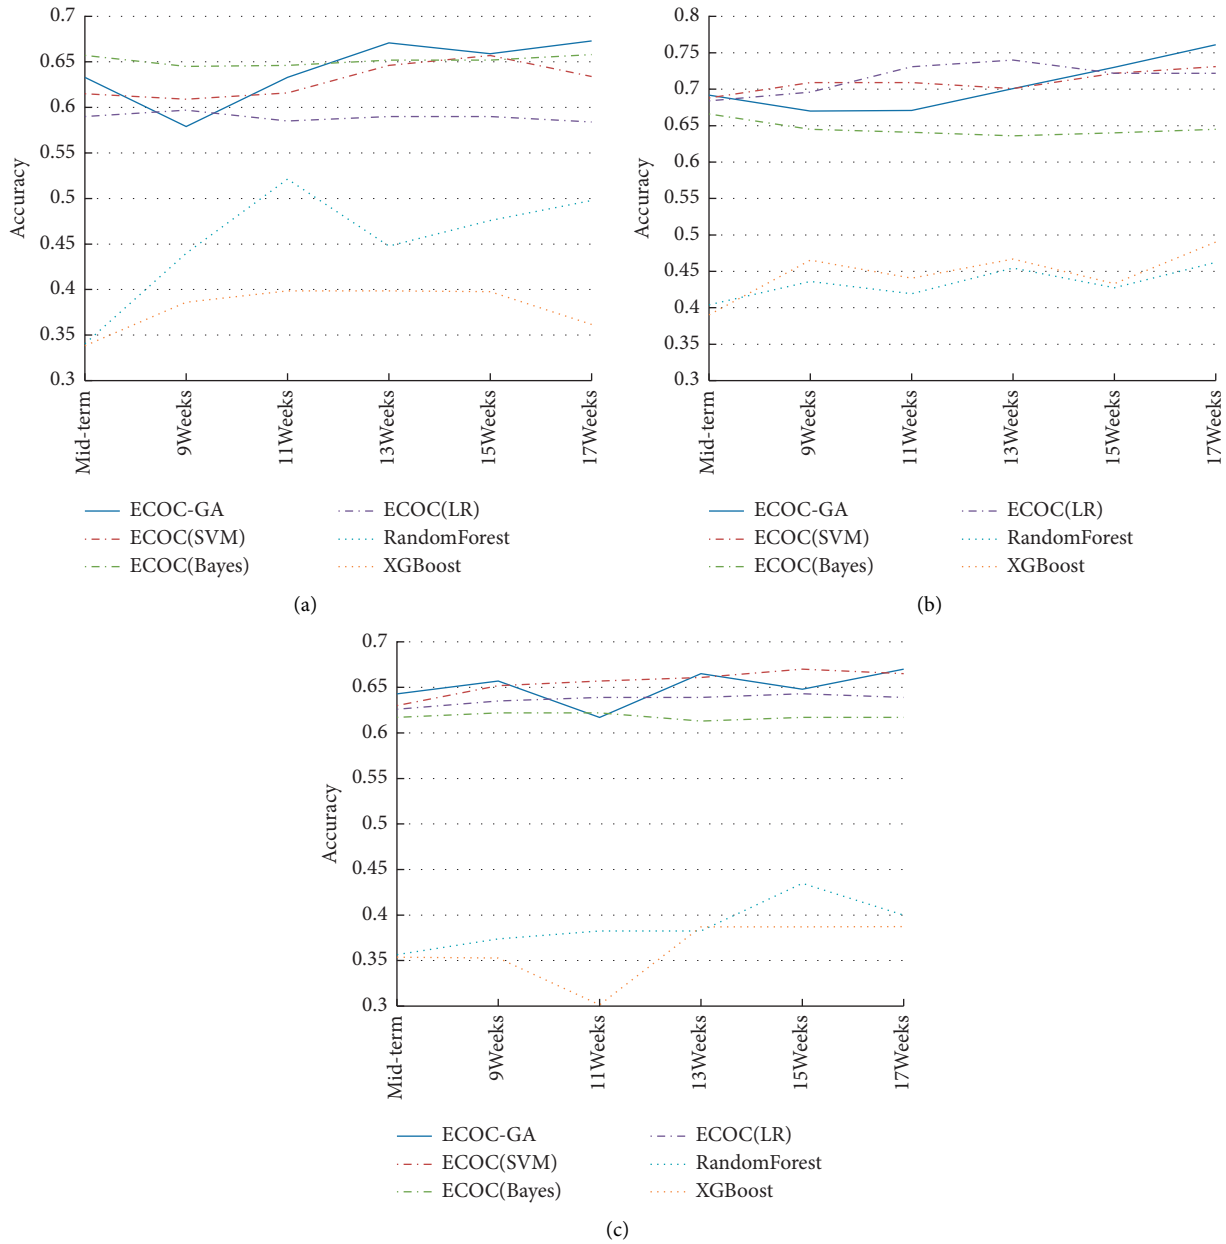 0.7
0.65
0.6
0.55
0.5
0.45
0.4
0.35
0.3
Accuracy
Mid-term
9Weeks
11Weeks
13Weeks
15Weeks
17Weeks
ECOC-GA
ECOC(SVM)
ECOC(Bayes)
ECOC(LR)
RandomForest
XGBoost
(a)
0.8
0.75
0.7
0.65
0.6
0.55
0.5
0.45
0.4
0.35
0.3
Accuracy
Mid-term
9Weeks
11Weeks
13Weeks
15Weeks
17Weeks
ECOC-GA
ECOC(SVM)
ECOC(Bayes)
ECOC(LR)
RandomForest
XGBoost
(b)
0.7
0.65
0.6
0.55
0.5
0.45
0.4
0.35
0.3
Accuracy
Mid-term
9Weeks
11Weeks
13Weeks
15Weeks
17Weeks
ECOC-GA
ECOC(SVM)
ECOC(Bayes)
ECOC(LR)
RandomForest
XGBoost
(c)